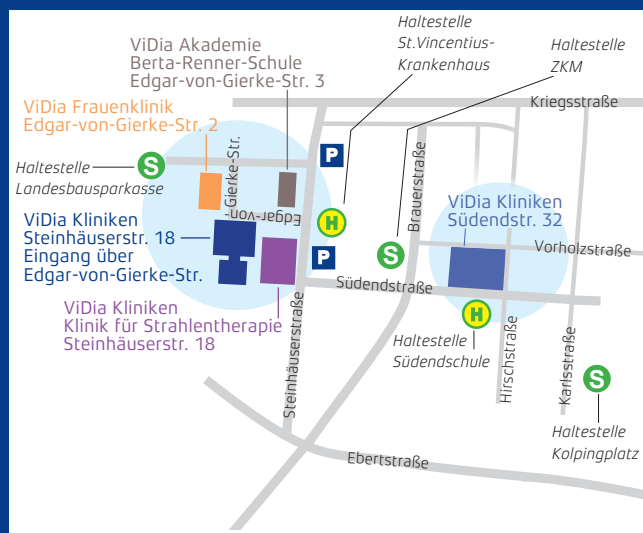 Haltestelle
St.Vincentius-
Krankenhaus
Haltestelle
ZKM
ViDia Akademie
Berta-Renner-Schule
Edgar-von-Gierke-Str. 3
Kriegsstraße
ViDia Frauenklinik
Edgar-von-Gierke-Str. 2
P
S
Haltestelle
Landesbausparkasse
Edgar-von-
Gierke-Str.
Brauerstraße
ViDia Kliniken
Südendstr. 32
H
ViDia Kliniken
Steinhäuserstr. 18
Eingang über
Edgar-von-Gierke-Str.
P
S
Vorholzstraße
Südendstraße
ViDia Kliniken
Klinik für Strahlentherapie
Steinhäuserstr. 18
Steinhäuserstraße
H
Haltestelle
Südendschule
Hirschstraße
Karlsstraße
S
Haltestelle
Kolpingplatz
Ebertstraße